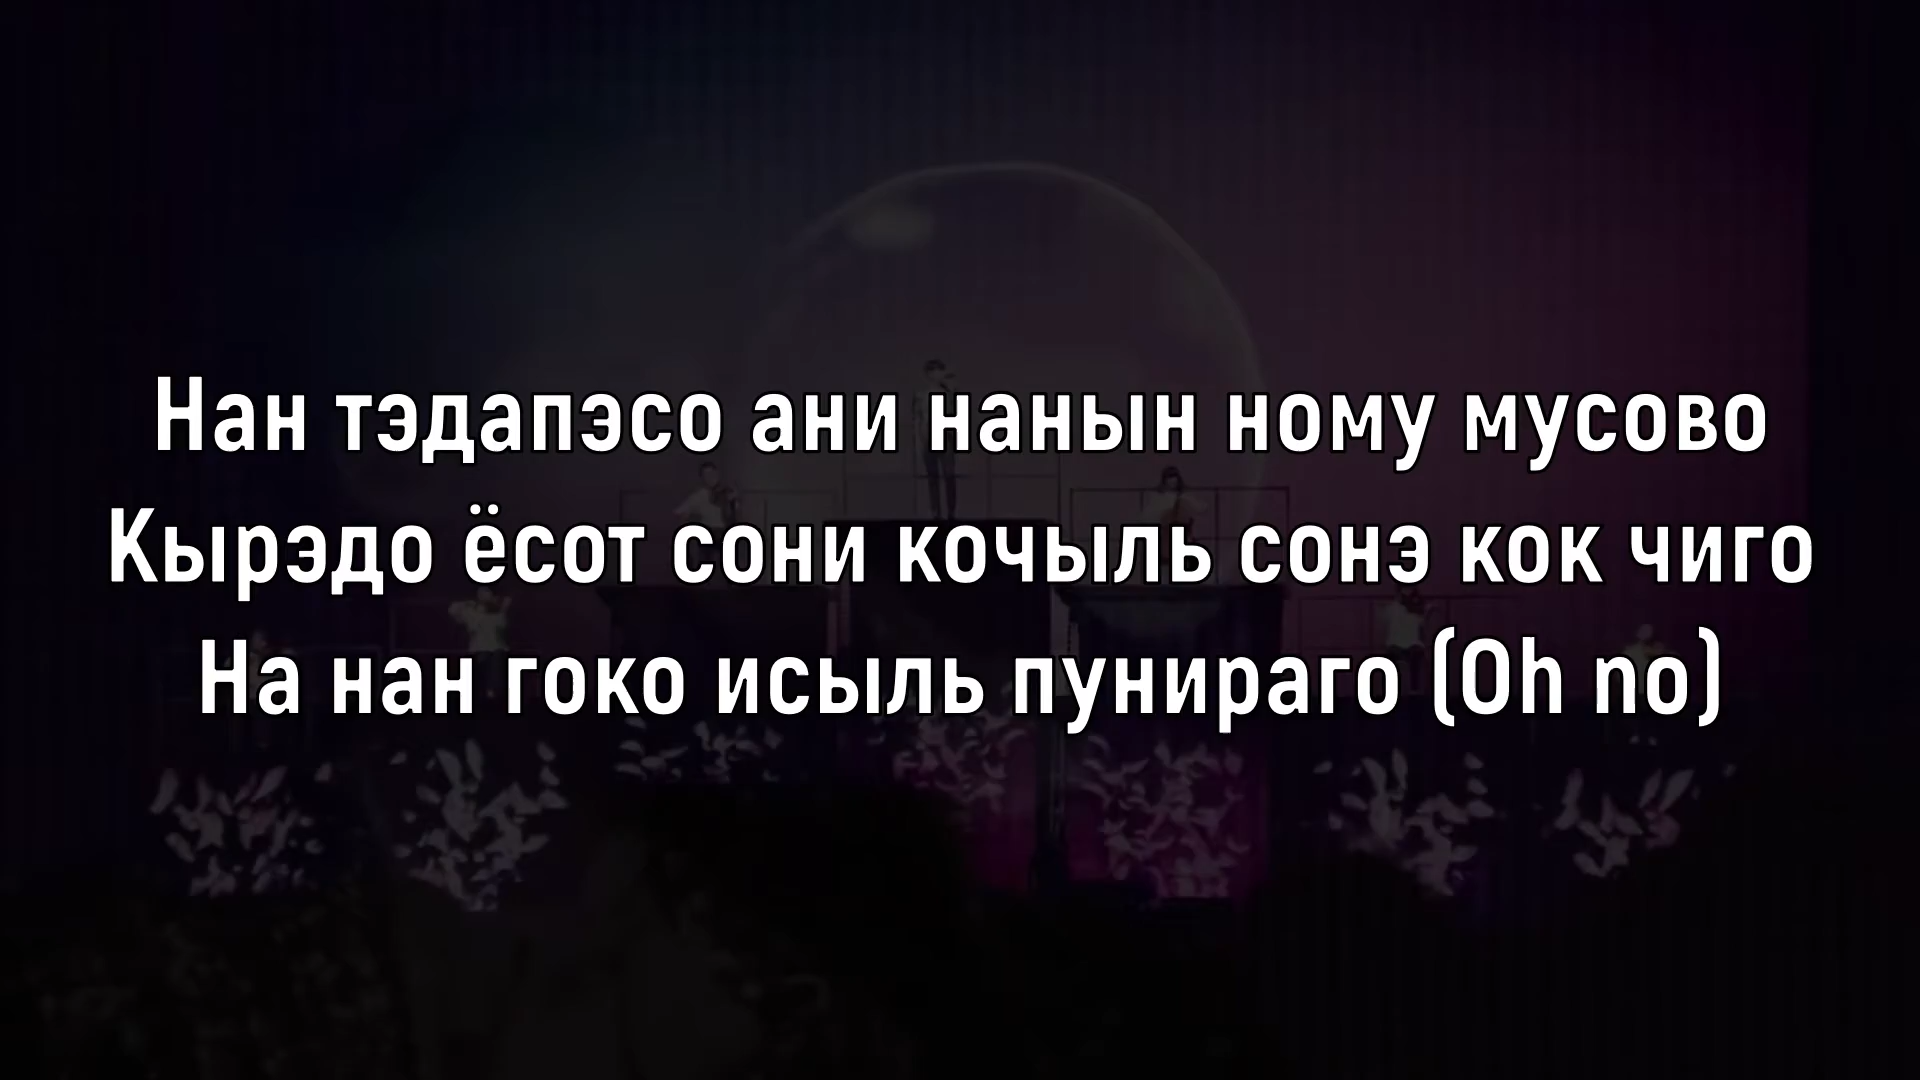 Нан тэдапэсо ани нанын ному мусово
Кырэдо ёсот сони кочыль сонэ кок чиго
На нан гоко исыль пунираго (Oh no)